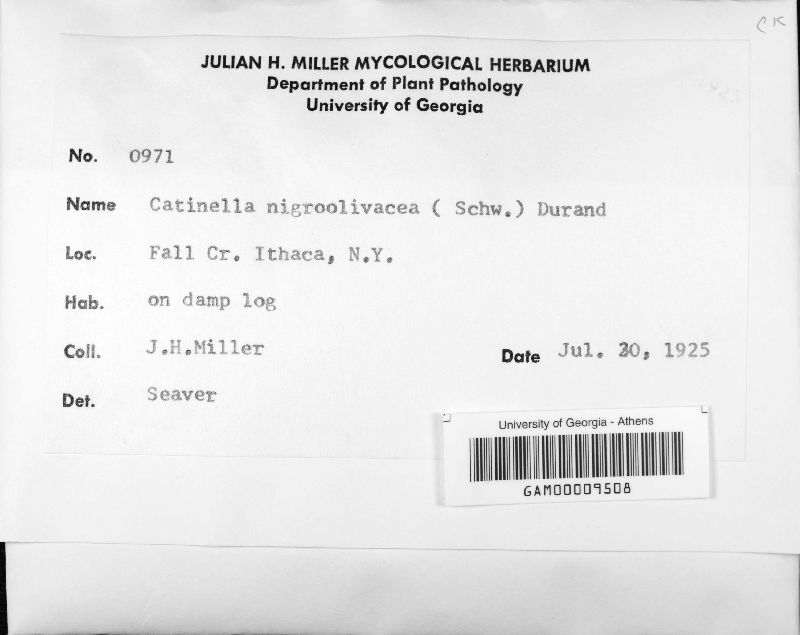 CK
JULIAN H. MILLER MYCOLOGICAL HERBARIUM
Department of Plant Pathology
University of Georgia
No. 0971
Name Catinella nigroolivacea ( Schw.) Durand
Loc. Fall Cr. Ithaca, N.Y.
Hab. on damp log
Coll. J.H.Miller
Date Jul. 20, 1925
Det. Seaver
University of Georgia - Athens
GAM00009508